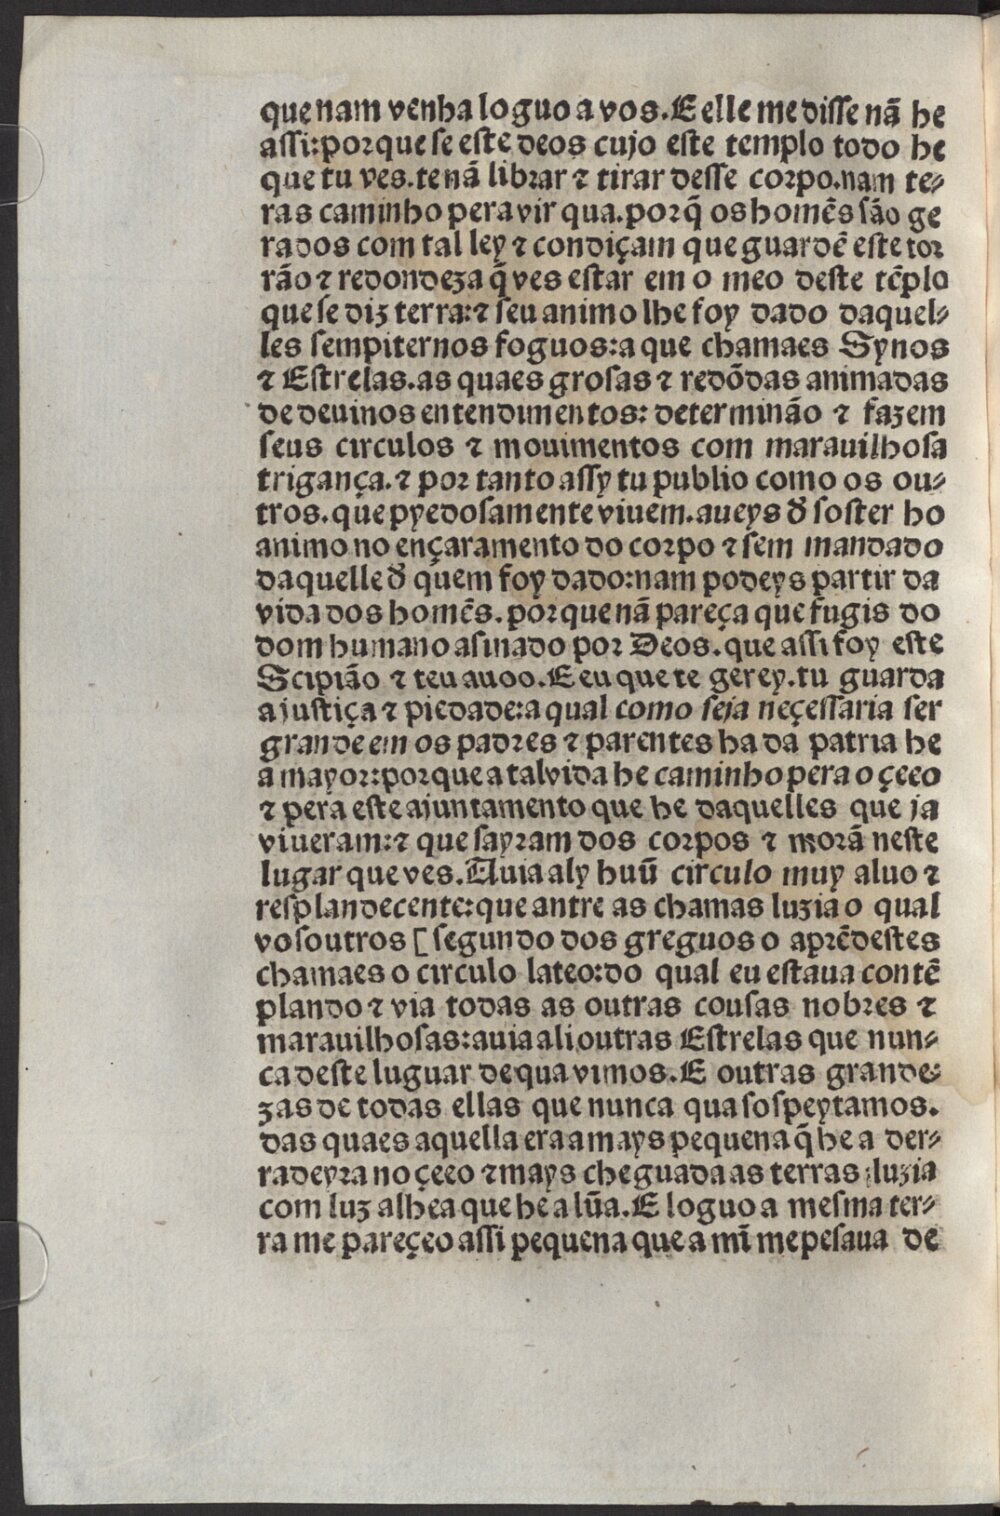 que nam venha loguo a vos. E elle me disse nã he
assi: porque se este deos cujo este templo todo he
que tu ves. te nã librar ⁊ tirar desse corpo. nam te-
ras caminho pera vir qua. porq̃ os homẽs são ge
rados com tal ley ⁊ condiçam que guardẽ este tor
rão ⁊ redondeza q̃ ves estar em o meo deste tẽplo
que se diz terra: ⁊ seu animo lhe foy dado daquel-
les sempiternos foguos: a que chamaes Synos
⁊ Estrelas. as quaes grosas ⁊ redõdas animadas
de deuinos entendimentos: determinão ⁊ fazem
seus circulos ⁊ mouimentos com marauilhosa
trigança. ⁊ por tanto assy tu publio como os ou-
tros. que pyedosamente viuem. aueys đ soster ho
animo no ençaramento do corpo ⁊ sem mandado
daquelle đ quem foy dado: nam podeys partir da
vida dos homẽs. porque nã pareça que fugis do
dom humano asinado por Deos. que assi foy este
Scipião ⁊ teu auoo. E eu que te gerey. tu guarda
a justiça ⁊ piedade: a qual como seja neçessaria ser
grande em os padres ⁊ parentes ha da patria he
a mayor: porque a tal vida he caminho pera o çeeo
⁊ pera este ajuntamento que he daquelles que ja
viueram: ⁊ que sayram dos corpos ⁊ morã neste
lugar que ves. Auia aly huũ circulo muy aluo ⁊
resplandecente: que antre as chamas luzia o qual
vosoutros [segundo dos greguos o aprẽdestes
chamaes o circulo lateo: do qual eu estaua contẽ
plando ⁊ via todas as outras cousas nobres ⁊
marauilhosas: auia ali outras Estrelas que nun-
ca deste luguar de qua vimos. E outras grande-
zas de todas ellas que nunca qua sospeytamos.
das quaes aquella era a mays pequena q̃ he a der-
radeyra no çeeo ⁊ mays cheguada as terras: luzia
com luz alhea que he a lũa. E loguo a mesma ter-
ra me pareçeo assi pequena que a mĩ me pesaua de